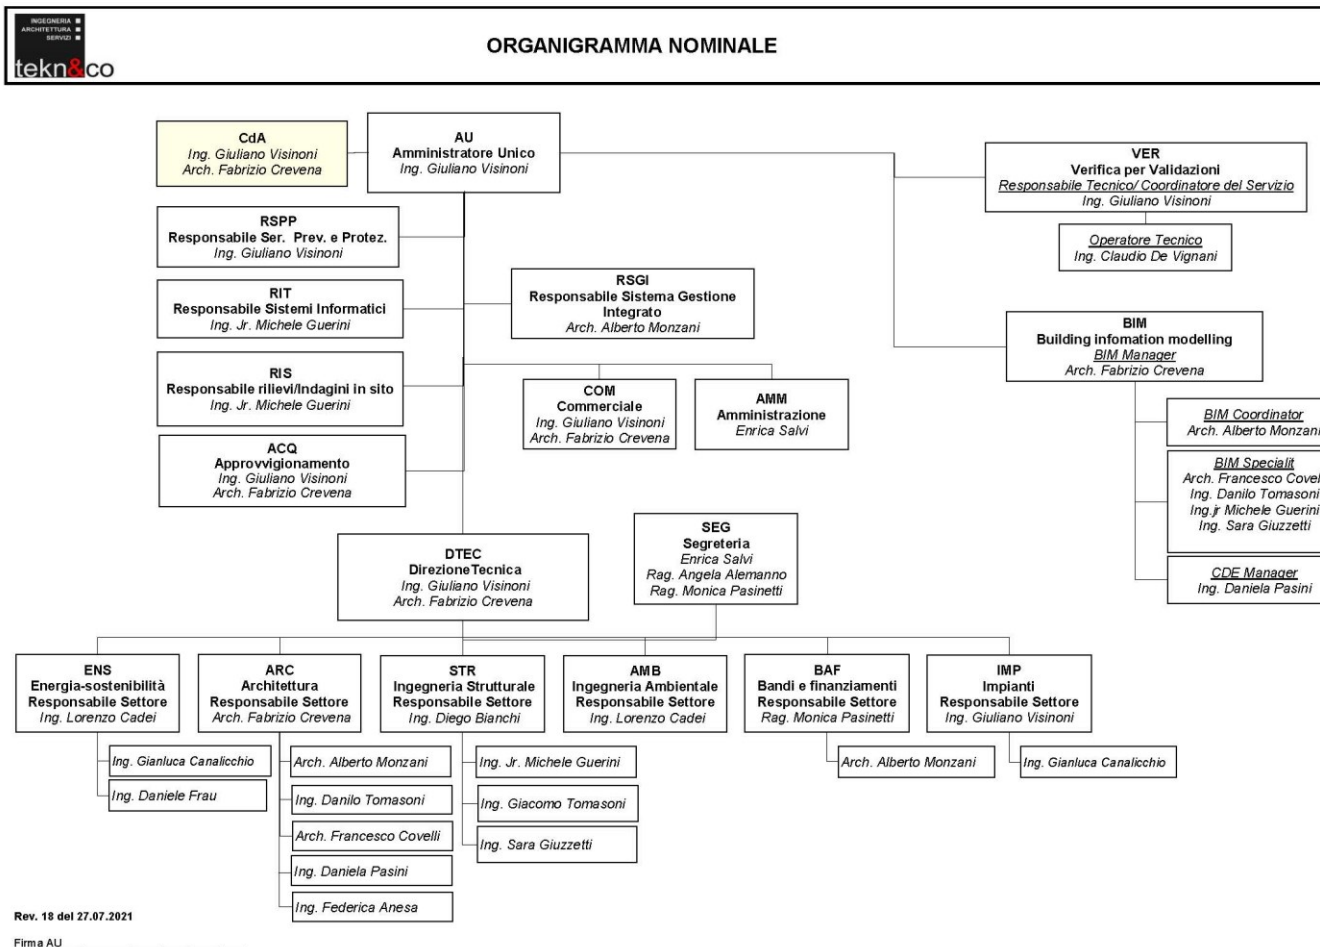 INGEGNERIA
ARCHITETTURA
SERVIZI
tekn&co
ORGANIGRAMMA NOMINALE
CdA
Ing. Giuliano Visinoni
Arch. Fabrizio Crevena
AU
Amministratore Unico
Ing. Giuliano Visinoni
VER
Verifica per Validazioni
Responsabile Tecnico/ Coordinatore del Servizio
Ing. Giuliano Visinoni
Operatore Tecnico
Ing. Claudio De Vignani
RSPP
Responsabile Ser. Prev. e Protez.
Ing. Giuliano Visinoni
RIT
Responsabile Sistemi Informatici
Ing. Jr. Michele Guerini
RSGI
Responsabile Sistema Gestione
Integrato
Arch. Alberto Monzani
BIM
Building infomation modelling
BIM Manager
Arch. Fabrizio Crevena
RIS
Responsabile rilievi/Indagini in sito
Ing. Jr. Michele Guerini
COM
Commerciale
Ing. Giuliano Visinoni
Arch. Fabrizio Crevena
AMM
Amministrazione
Enrica Salvi
BIM Coordinator
Arch. Alberto Monzani
ACQ
Approvvigionamento
Ing. Giuliano Visinoni
Arch. Fabrizio Crevena
BIM Specialit
Arch. Francesco Covell
Ing. Danilo Tomasoni
Ing.jr Michele Guerini
Ing. Sara Giuzzetti
CDE Manager
Ing. Daniela Pasini
DTEC
DirezioneTecnica
Ing. Giuliano Visinoni
Arch. Fabrizio Crevena
SEG
Segreteria
Enrica Salvi
Rag. Angela Alemanno
Rag. Monica Pasinetti
ENS
Energia-sostenibilità
Responsabile Settore
Ing. Lorenzo Cadei
ARC
Architettura
Responsabile Settore
Arch. Fabrizio Crevena
STR
Ingegneria Strutturale
Responsabile Settore
Ing. Diego Bianchi
AMB
Ingegneria Ambientale
Responsabile Settore
Ing. Lorenzo Cadei
BAF
Bandi e finanziamenti
Responsabile Settore
Rag. Monica Pasinetti
IMP
Impianti
Responsabile Settore
Ing. Giuliano Visinoni
Ing. Gianluca Canalicchio
Ing. Daniele Frau
Arch. Alberto Monzani
Ing. Danilo Tomasoni
Arch. Francesco Covelli
Ing. Daniela Pasini
Ing. Federica Anesa
Ing. Jr. Michele Guerini
Ing. Giacomo Tomasoni
Ing. Sara Giuzzetti
Arch. Alberto Monzani
Ing. Gianluca Canalicchio
Rev. 18 del 27.07.2021
Firma AU